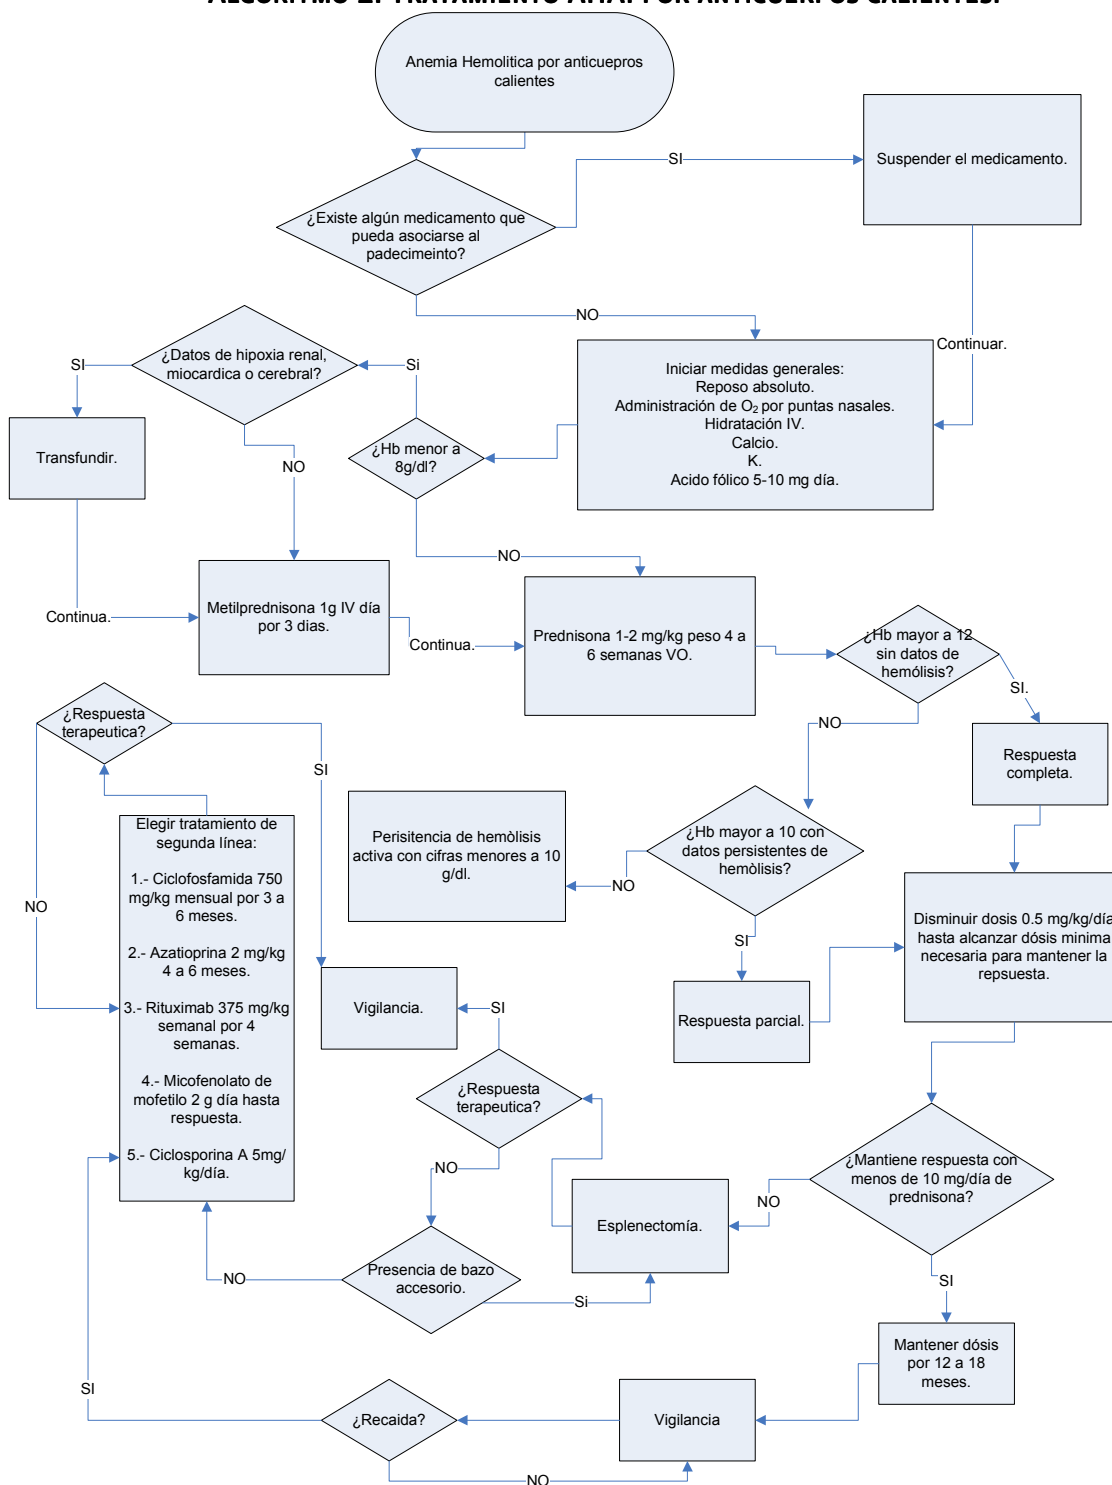 ALGORITMO 2. TRATAMIENTO AHAI POR ANTICUERPOS CALIENTES.
Anemia Hemolitica por anticuepros
calientes
¿Existe algún medicamento que
pueda asociarse al
padecimeinto?
SI
Suspender el medicamento.
NO
Continuar.
Iniciar medidas generales:
Reposo absoluto.
Administración de O2 por puntas nasales.
Hidratación IV.
Calcio.
K.
Acido fólico 5-10 mg día.
¿Hb menor a
8g/dl?
Si
¿Datos de hipoxia renal,
miocardica o cerebral?
SI
Transfundir.
NO
Continua.
Metilprednisona 1g IV día
por 3 dias.
Continua.
NO
Prednisona 1-2 mg/kg peso 4 a
6 semanas VO.
¿Hb mayor a 12
sin datos de
hemólisis?
SI.
Respuesta
completa.
NO
¿Hb mayor a 10 con
datos persistentes de
hemòlisis?
NO
Perisitencia de hemòlisis
activa con cifras menores a 10
g/dl.
SI
Respuesta parcial.
Disminuir dosis 0.5 mg/kg/día
hasta alcanzar dósis minima
necesaria para mantener la
repsuesta.
¿Mantiene respuesta con
menos de 10 mg/día de
prednisona?
NO
Esplenectomía.
SI
Mantener dósis
por 12 a 18
meses.
¿Respuesta
terapeutica?
SI
Vigilancia.
NO
Presencia de bazo
accesorio.
Si
NO
Elegir tratamiento de
segunda línea:
1.- Ciclofosfamida 750
mg/kg mensual por 3 a
6 meses.
2.- Azatioprina 2 mg/kg
4 a 6 meses.
3.- Rituximab 375 mg/kg
semanal por 4
semanas.
4.- Micofenolato de
mofetilo 2 g día hasta
respuesta.
5.- Ciclosporina A 5mg/
kg/día.
¿Respuesta
terapeutica?
SI
NO
Vigilancia
¿Recaida?
SI
NO